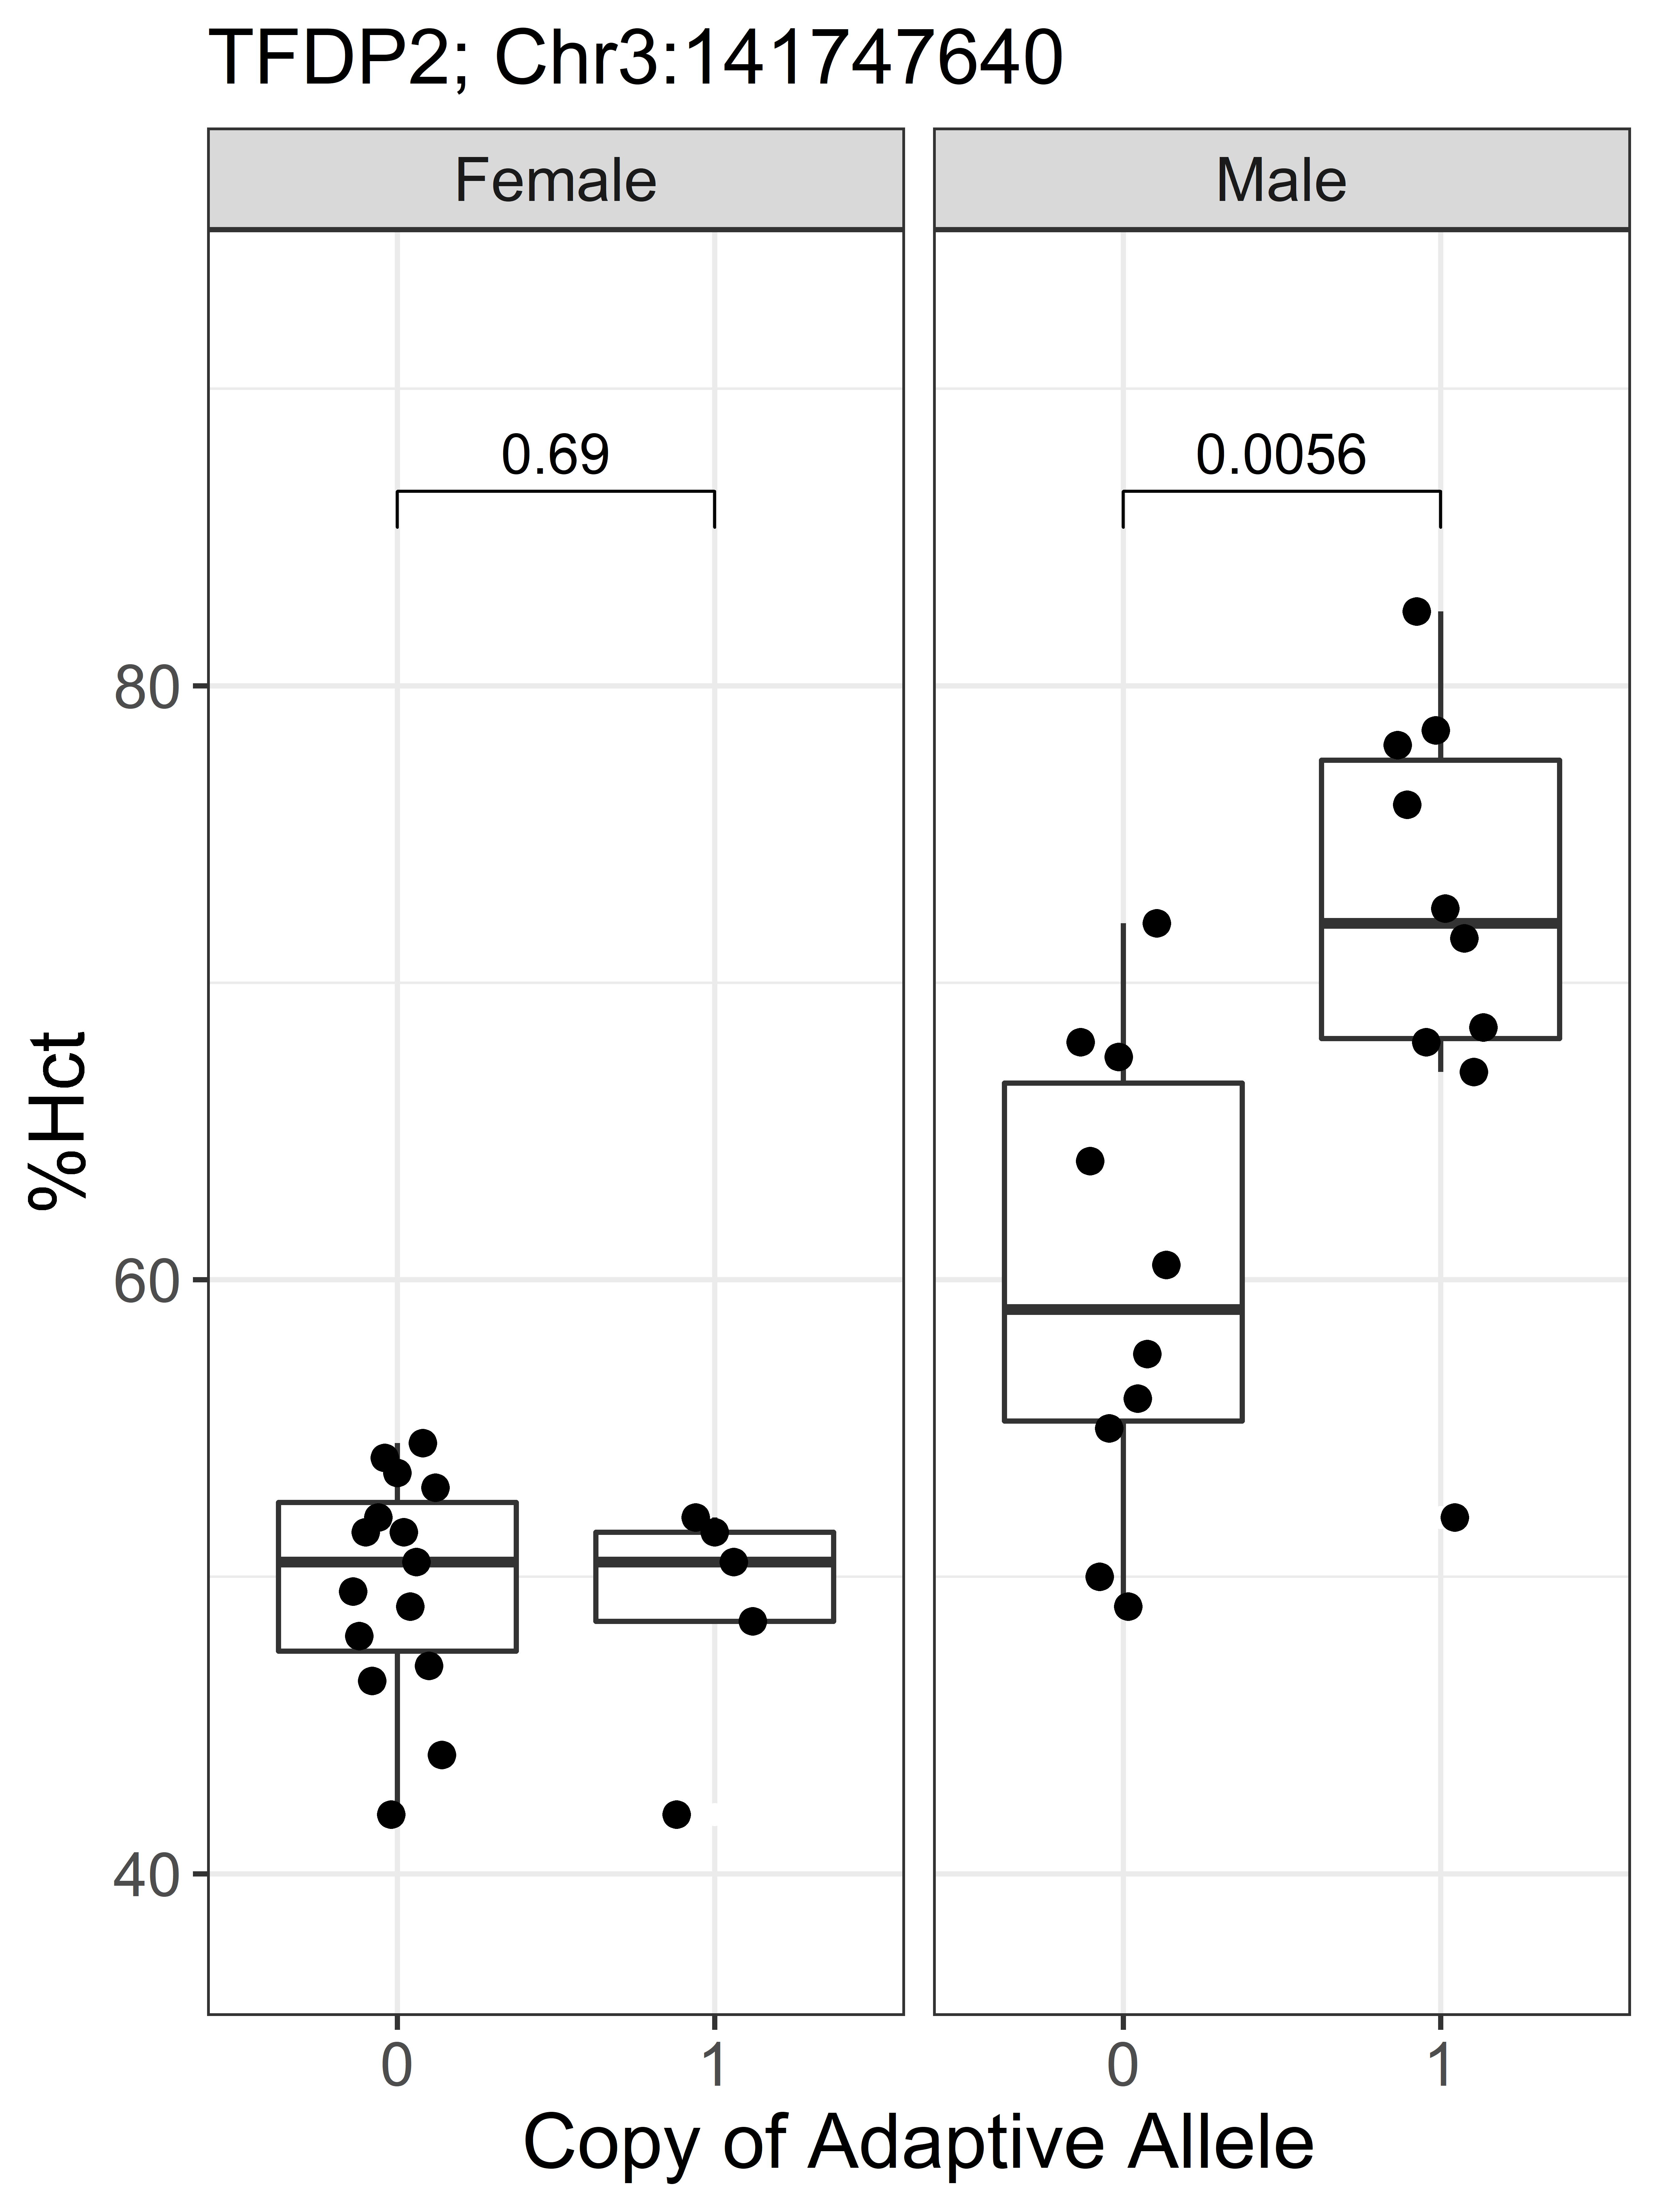 TFDP2; Chr3:141747640
Female
Male
0.69
0.0056
%Hct
80
60
40
0
1
0
1
Copy of Adaptive Allele